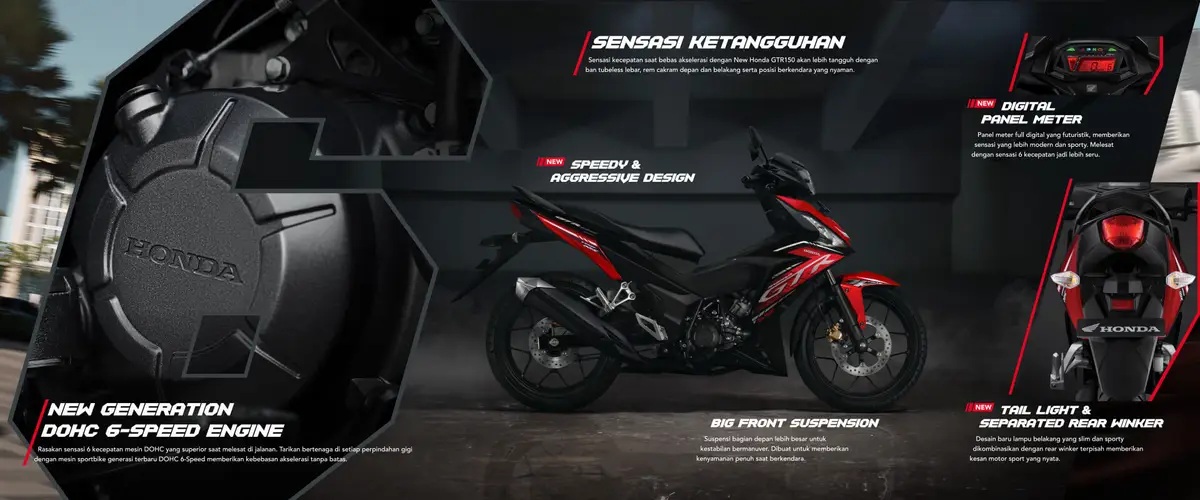 HONDA
NEW GENERATION
DOHC 6-SPEED ENGINE
Rasakan sensasi 6 kecepatan mesin DOHC yang superior saat melesat di jalanan. Tarikan bertenaga di setiap perpindahan gigi
dengan mesin sportbike generasi terbaru DOHC 6-Speed memberikan kebebasan akselerasi tanpa batas.
SENSASI KETANGGUHAN
Sensasi kecepatan saat bebas akselerasi dengan New Honda GTR150 akan lebih tangguh dengan
ban tubeless lebar, rem cakram depan dan belakang serta posisi berkendara yang nyaman.
NEW SPEEDY &
AGGRESSIVE DESIGN
GTR
BIG FRONT SUSPENSION
Suspensi bagian depan lebih besar untuk
kestabilan bermanuver. Dibuat untuk memberikan
kenyamanan penuh saat berkendara.
NEW DIGITAL
PANEL METER
Panel meter full digital yang futuristik, memberikan
sensasi yang lebih modern dan sporty. Melesat
dengan sensasi 6 kecepatan jadi lebih seru.
HONDA
NEW TAIL LIGHT &
SEPARATED REAR WINKER
Desain baru lampu belakang yang slim dan sporty
dikombinasikan dengan rear winker terpisah memberikan
kesan motor sport yang nyata.